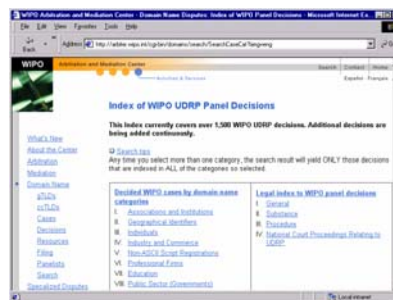 WIPO Arbitration and Mediation Center - Domain Name Disputes: Index of WIPO Panel Decisions - Microsoft Internet Ex...
File Edit View Favorites Tools Help
Back
Address
WIPO
Arbitration and Mediation Center
Search Contact Home
Activities & Services
Español Français
Index of WIPO UDRP Panel Decisions
This Index currently covers over 1,500 WIPO UDRP decisions. Additional decisions are
being added continuously.
Search tips
Any time you select more than one category, the search result will yield ONLY those decisions
that are indexed in ALL of the categories so selected.
What's New
About the Center
Arbitration
Mediation
Domain Name
gTLDs
ccTLDs
Cases
Decisions
Resources
Filing
Panelists
Search
Specialized Disputes
Decided WIPO cases by domain name
categories
I. Associations and Institutions
II. Geographical Identifiers
III. Individuals
IV. Industry and Commerce
V. Non-ASCII Script Registrations
VI. Professional Firms
VII. Education
VIII. Public Sector (Governments)
Legal index to WIPO panel decisions
I. General
II. Substance
III. Procedure
IV. National Court Proceedings Relating to
UDRP
Local intranet